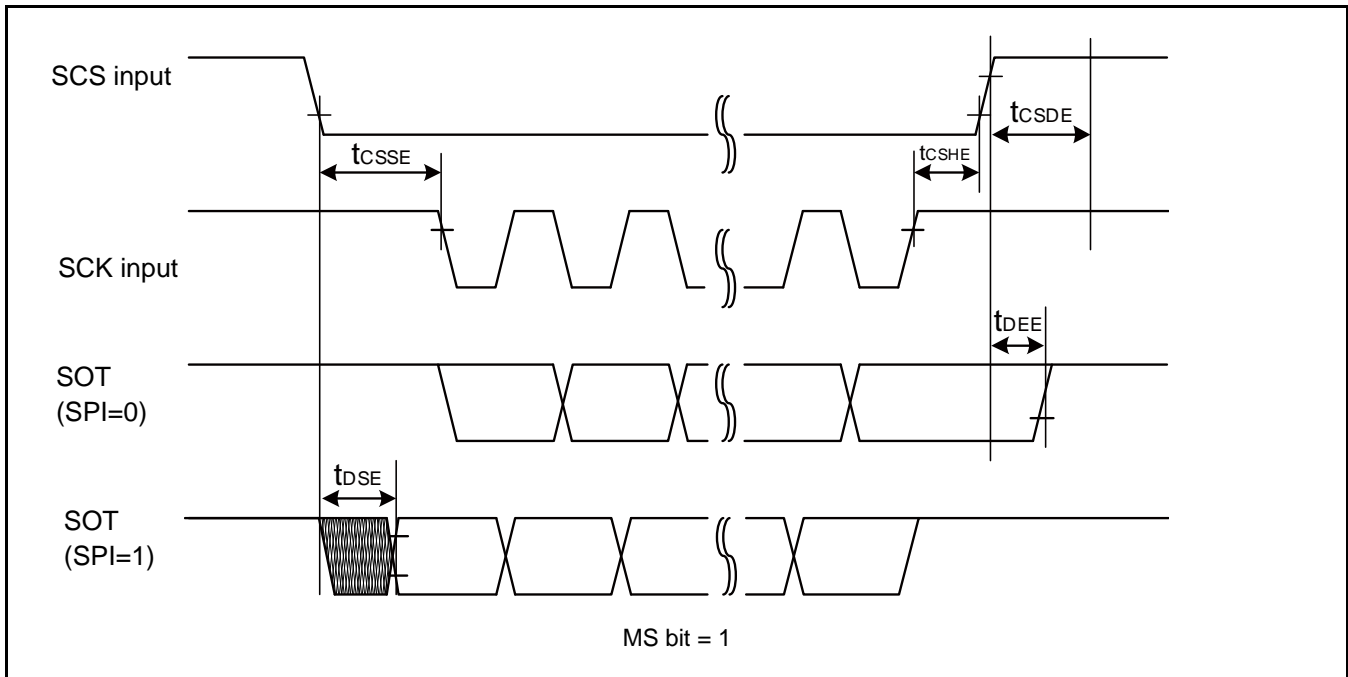 SCS input
tCSDE
tCSSE
tCSHE
SCK input
tDEE
SOT
(SPI=0)
tDSE
SOT
(SPI=1)
MS bit = 1